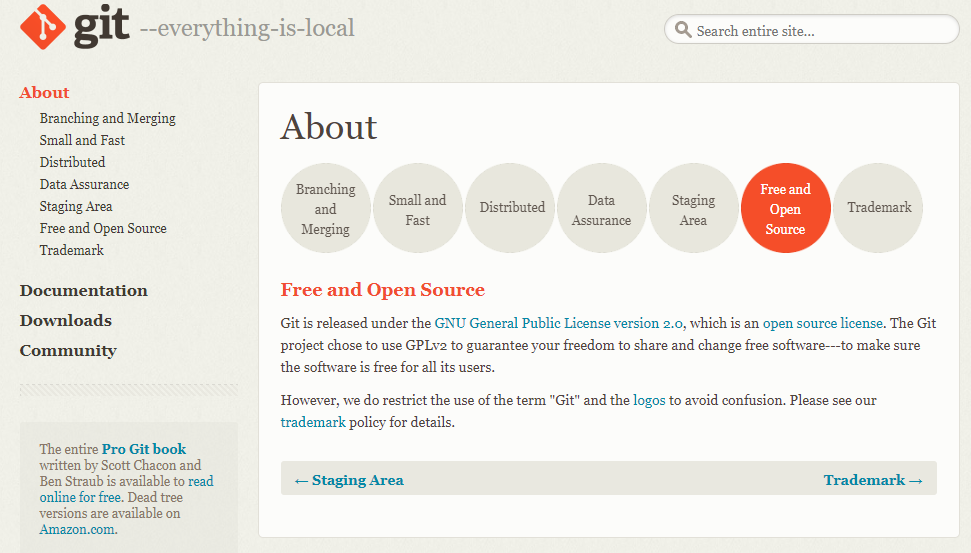 git --everything-is-local
Search entire site...
About
Branching and Merging
Small and Fast
Distributed
Data Assurance
Staging Area
Free and Open Source
Trademark
Documentation
Downloads
Community
The entire Pro Git book
written by Scott Chacon and
Ben Straub is available to read
online for free. Dead tree
versions are available on
Amazon.com.
About
Branching
and
Merging
Small and
Fast
Distributed
Data
Assurance
Staging
Area
Free and
Open
Source
Trademark
Free and Open Source
Git is released under the GNU General Public License version 2.0, which is an open source license. The Git
project chose to use GPLv2 to guarantee your freedom to share and change free software---to make sure
the software is free for all its users.
However, we do restrict the use of the term "Git" and the logos to avoid confusion. Please see our
trademark policy for details.
← Staging Area
Trademark →